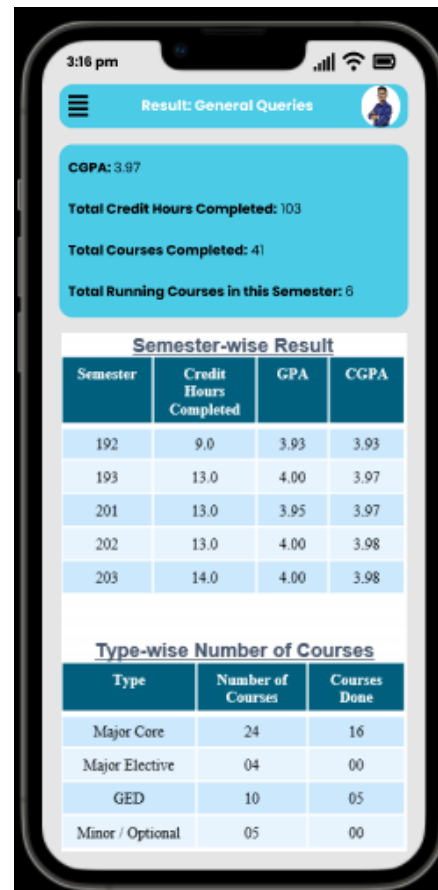 3:16 pm
Result: General Queries
CGPA: 3.97
Total Credit Hours Completed: 103
Total Courses Completed: 41
Total Running Courses in this Semester: 6
Semester-wise Result
Semester Credit Hours Completed GPA CGPA
192 9.0 3.93 3.93
193 13.0 4.00 3.97
201 13.0 3.95 3.97
202 13.0 4.00 3.98
203 14.0 4.00 3.98
Type-wise Number of Courses
Type Number of Courses Courses Done
Major Core 24 16
Major Elective 04 00
GED 10 05
Minor / Optional 05 00